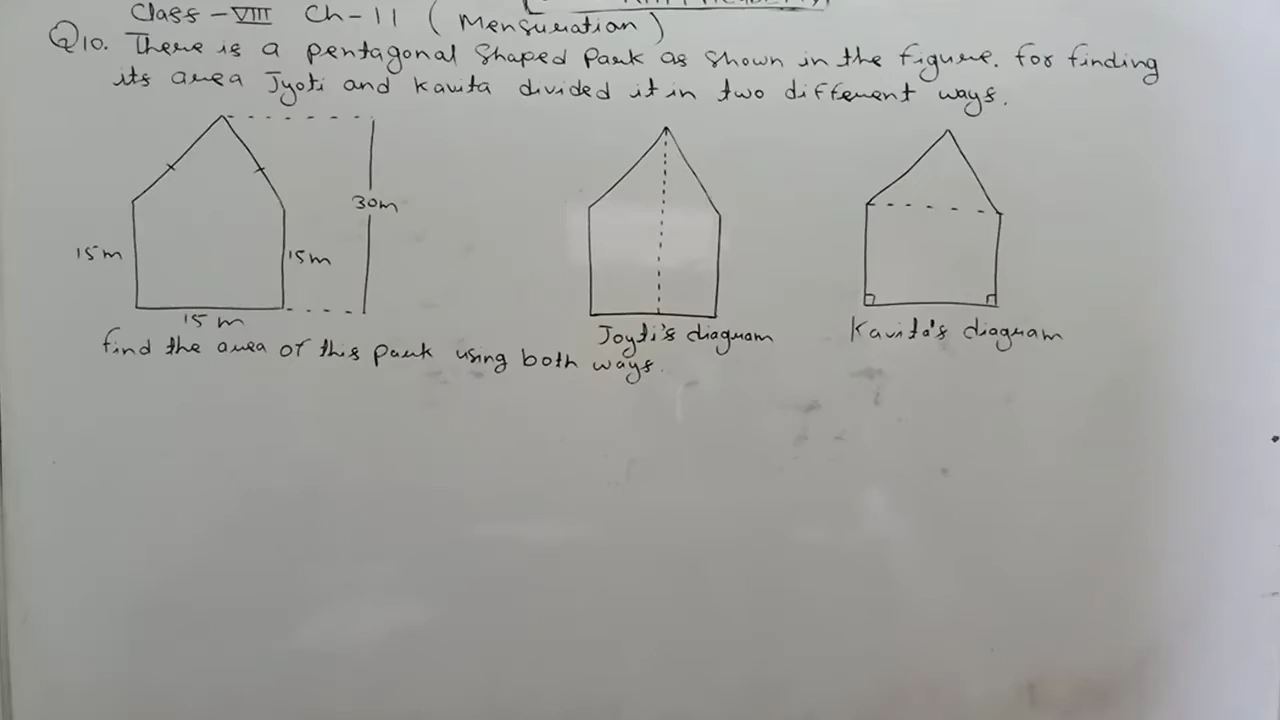 Class - VIII Ch - 11 ( Mensuration )
Q10. There is a pentagonal shaped Park as shown in the figure. for finding
its area Jyoti and Kavita divided it in two different ways.
30m
15m
15m
15 m
Joyti's diagram
Kavita's diagram
find the area of this park using both ways.